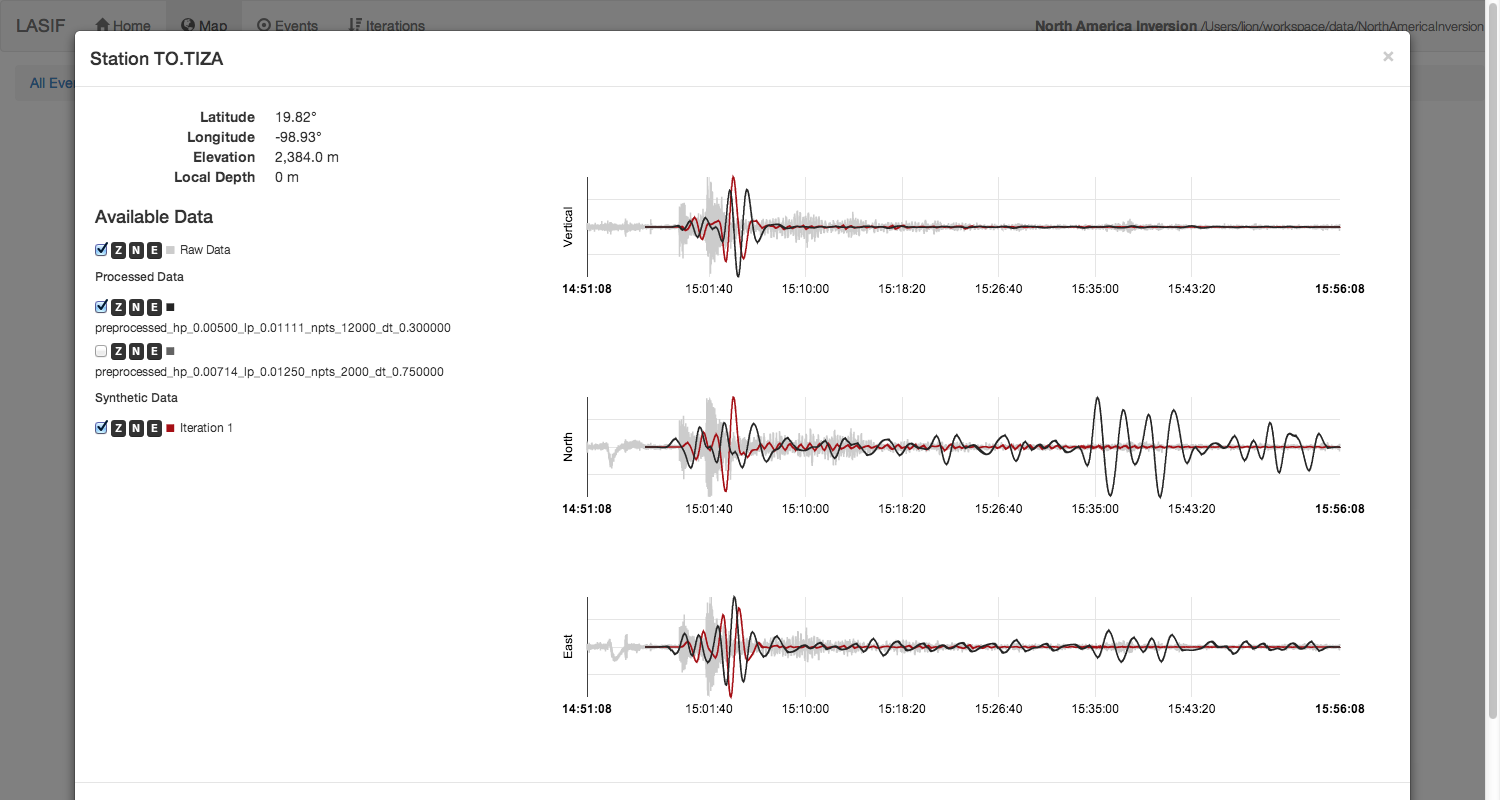 LASIF Home Map Events Iterations North America Inversion /Users/lion/workspace/data/NorthAmericaInversion
Station TO.TIZA ×
All Eve
Latitude 19.82°
Longitude -98.93°
Elevation 2,384.0 m
Local Depth 0 m
Available Data
Z N E Raw Data
Processed Data
Z N E
preprocessed_hp_0.00500_lp_0.01111_npts_12000_dt_0.300000
Z N E
preprocessed_hp_0.00714_lp_0.01250_npts_2000_dt_0.750000
Synthetic Data
Z N E Iteration 1
Vertical
14:51:08 15:01:40 15:10:00 15:18:20 15:26:40 15:35:00 15:43:20 15:56:08
North
14:51:08 15:01:40 15:10:00 15:18:20 15:26:40 15:35:00 15:43:20 15:56:08
East
14:51:08 15:01:40 15:10:00 15:18:20 15:26:40 15:35:00 15:43:20 15:56:08